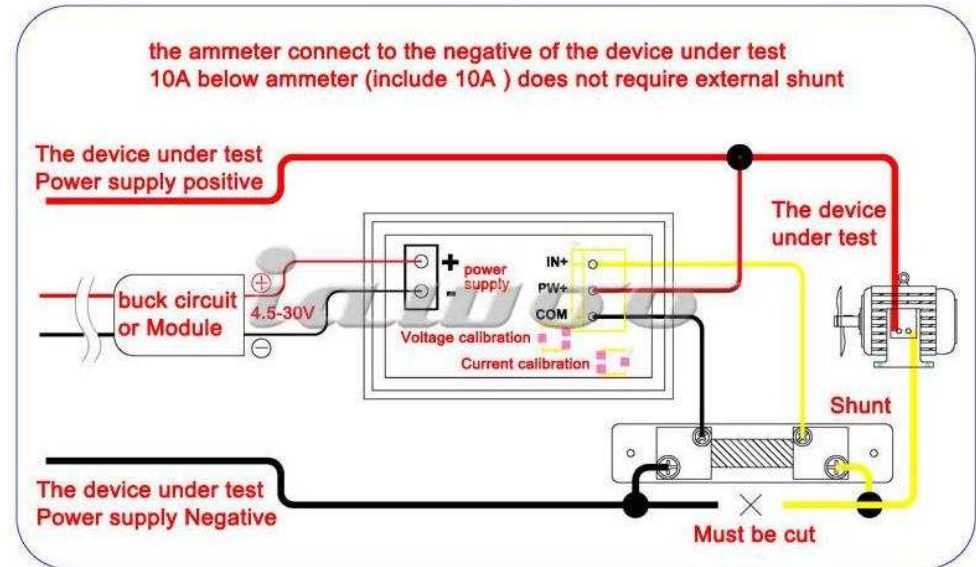 the ammeter connect to the negative of the device under test
10A below ammeter (include 10A ) does not require external shunt
The device under test
Power supply positive
The device
under test
buck circuit
or Module
4.5-30V
+
-
power
supply
IN+
PW+
COM
Voltage calibration
Current calibration
Shunt
The device under test
Power supply Negative
Must be cut